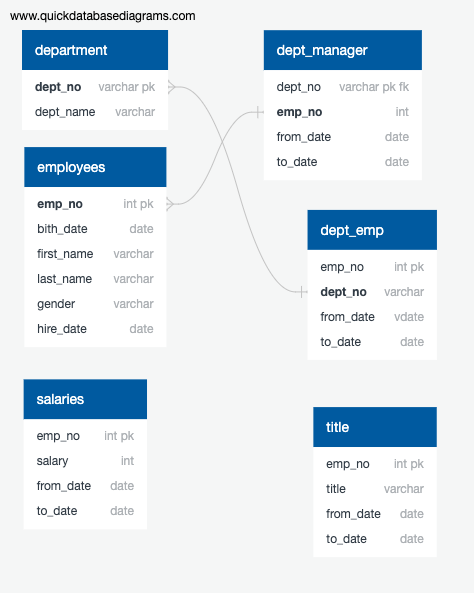 www.quickdatabasediagrams.com
department
dept_no varchar pk
dept_name varchar
dept_manager
dept_no varchar pk fk
emp_no int
from_date date
to_date date
employees
emp_no int pk
bith_date date
first_name varchar
last_name varchar
gender varchar
hire_date date
dept_emp
emp_no int pk
dept_no varchar
from_date vdate
to_date date
salaries
emp_no int pk
salary int
from_date date
to_date date
title
emp_no int pk
title varchar
from_date date
to_date date